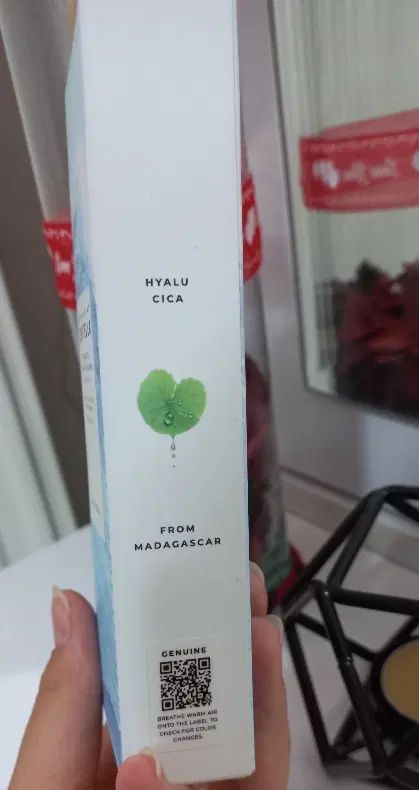 HYALU
CICA
FROM
MADAGASCAR
GENUINE
BREATHE WARM AIR
ONTO THE LABEL TO
CHECK FOR COLOR
CHANGES.